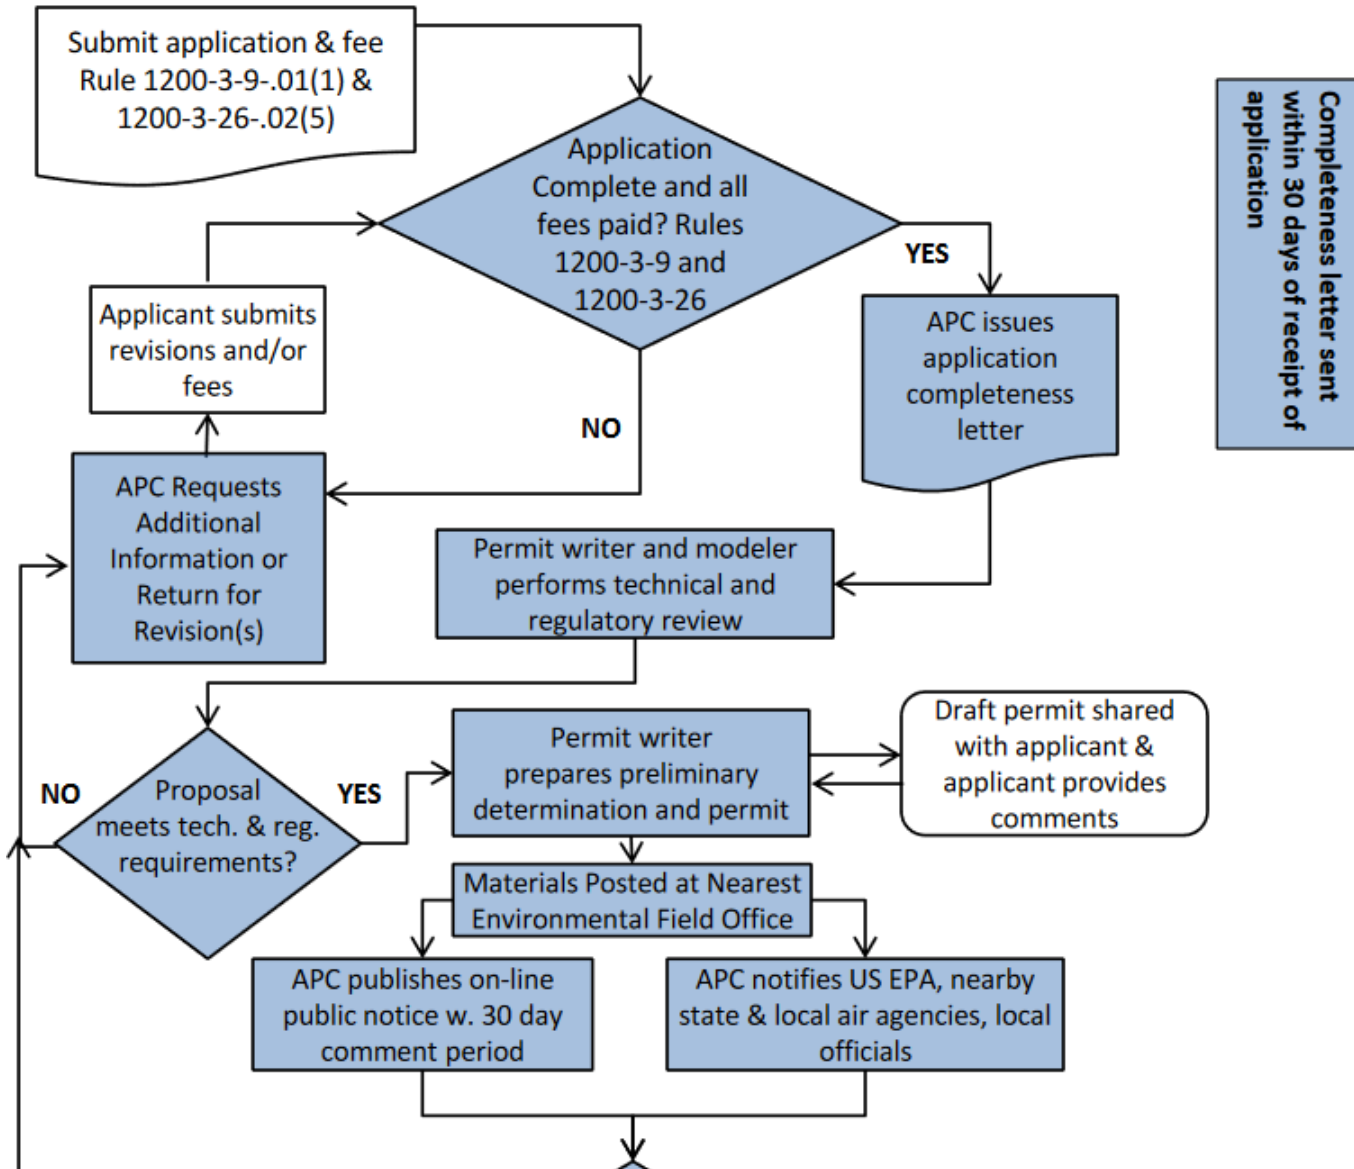 Submit application & fee
Rule 1200-3-9-.01(1) &
1200-3-26-.02(5)
Application
Complete and all
fees paid? Rules
1200-3-9 and
1200-3-26
YES
NO
Completeness letter sent
within 30 days of receipt of
application
APC issues
application
completeness
letter
Applicant submits
revisions and/or
fees
APC Requests
Additional
Information or
Return for
Revision(s)
Permit writer and modeler
performs technical and
regulatory review
Proposal
meets tech. & reg.
requirements?
NO
YES
Permit writer
prepares preliminary
determination and permit
Draft permit shared
with applicant &
applicant provides
comments
Materials Posted at Nearest
Environmental Field Office
APC publishes on-line
public notice w. 30 day
comment period
APC notifies US EPA, nearby
state & local air agencies, local
officials